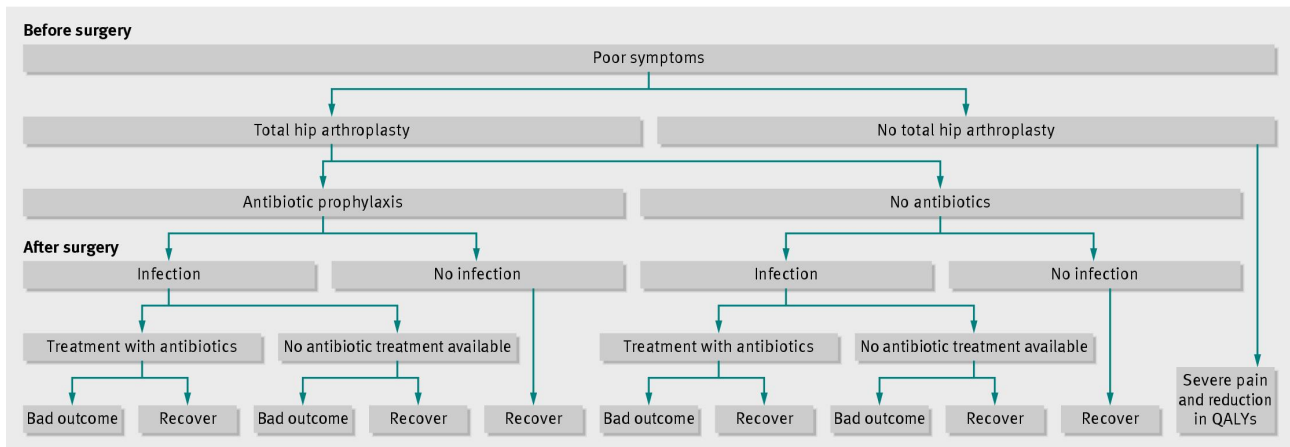 Before surgery
Poor symptoms
Total hip arthroplasty
No total hip arthroplasty
Antibiotic prophylaxis
No antibiotics
After surgery
Infection
No infection
Infection
No infection
Treatment with antibiotics
No antibiotic treatment available
Treatment with antibiotics
No antibiotic treatment available
Bad outcome
Recover
Bad outcome
Recover
Recover
Bad outcome
Recover
Bad outcome
Recover
Recover
Severe pain
and reduction
in QALYs